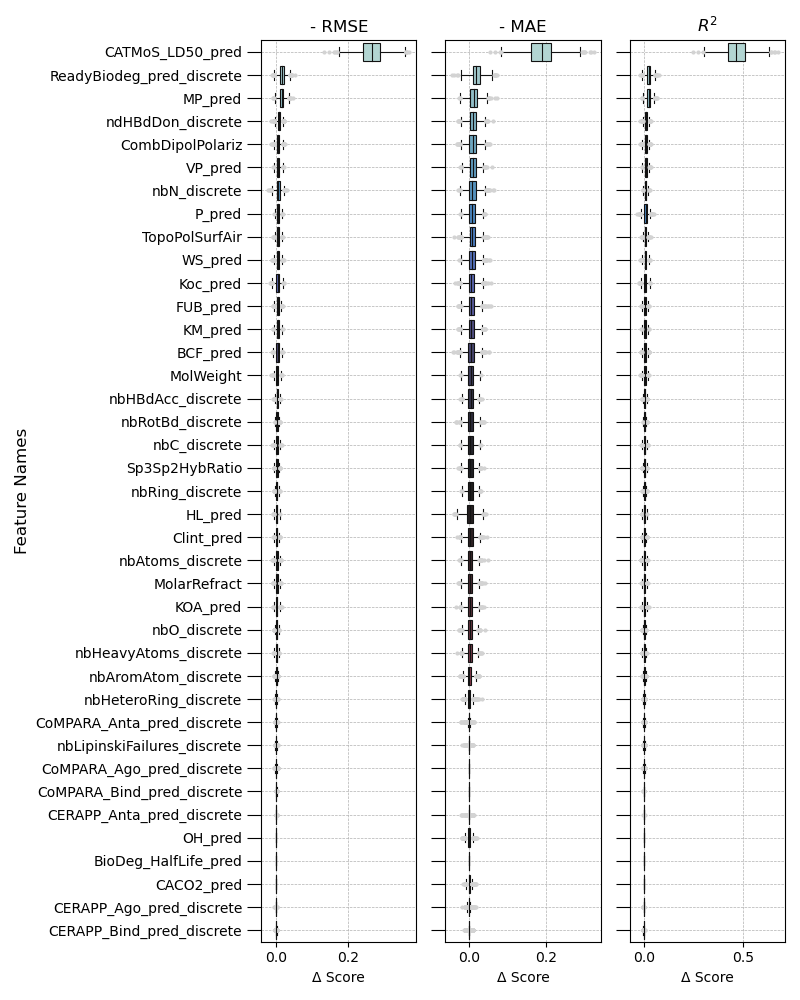 - RMSE
- MAE
R²
CATMoS_LD50_pred
ReadyBiodeg_pred_discrete
MP_pred
ndHBdDon_discrete
CombDipolPolariz
VP_pred
nbN_discrete
P_pred
TopoPolSurfAir
WS_pred
Koc_pred
FUB_pred
KM_pred
BCF_pred
MolWeight
nbHBdAcc_discrete
nbRotBd_discrete
nbC_discrete
Sp3Sp2HybRatio
nbRing_discrete
HL_pred
Clint_pred
nbAtoms_discrete
MolarRefract
KOA_pred
nbO_discrete
nbHeavyAtoms_discrete
nbAromAtom_discrete
nbHeteroRing_discrete
CoMPARA_Anta_pred_discrete
nbLipinskiFailures_discrete
CoMPARA_Ago_pred_discrete
CoMPARA_Bind_pred_discrete
CERAPP_Anta_pred_discrete
OH_pred
BioDeg_HalfLife_pred
CACO2_pred
CERAPP_Ago_pred_discrete
CERAPP_Bind_pred_discrete
Feature Names
0.0 0.2
0.0 0.2
0.0 0.5
Δ Score
Δ Score
Δ Score